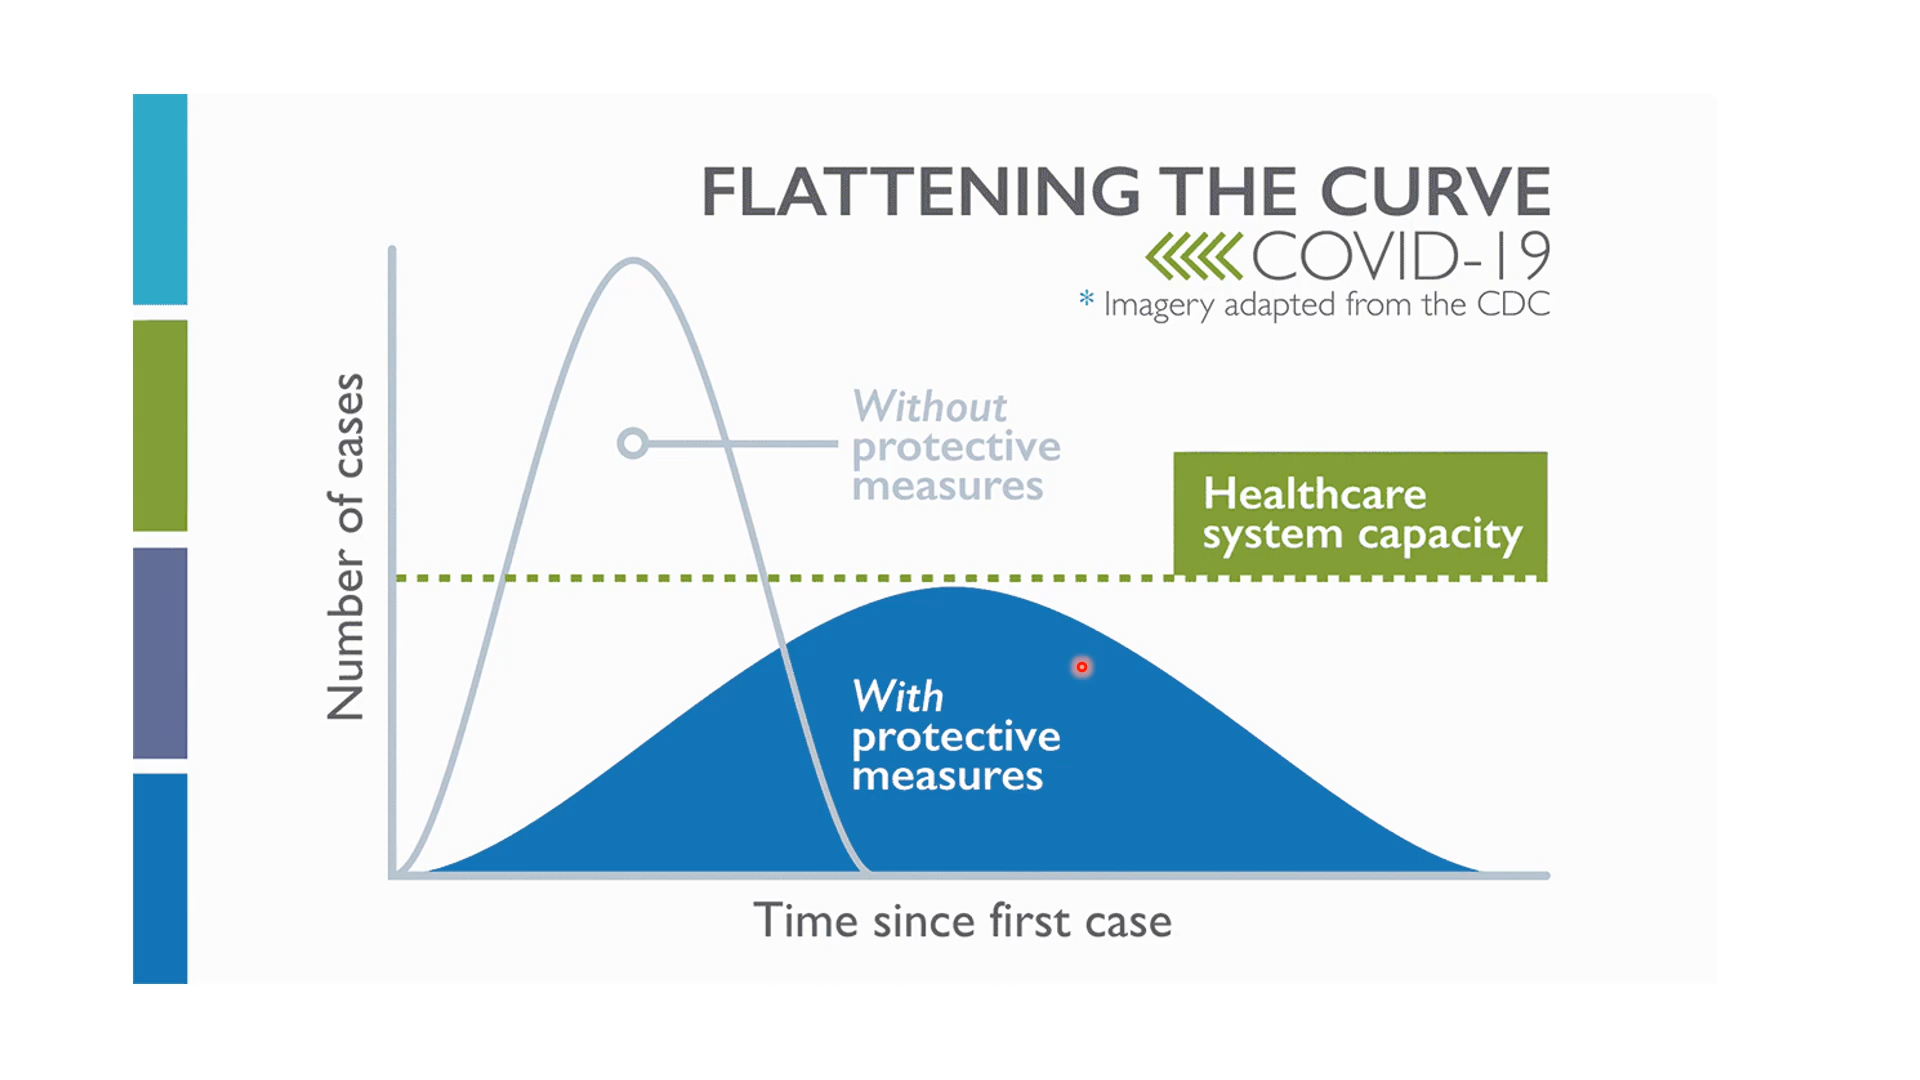 FLATTENING THE CURVE
COVID-19
* Imagery adapted from the CDC
Number of cases
Without
protective
measures
Healthcare
system capacity
With
protective
measures
Time since first case